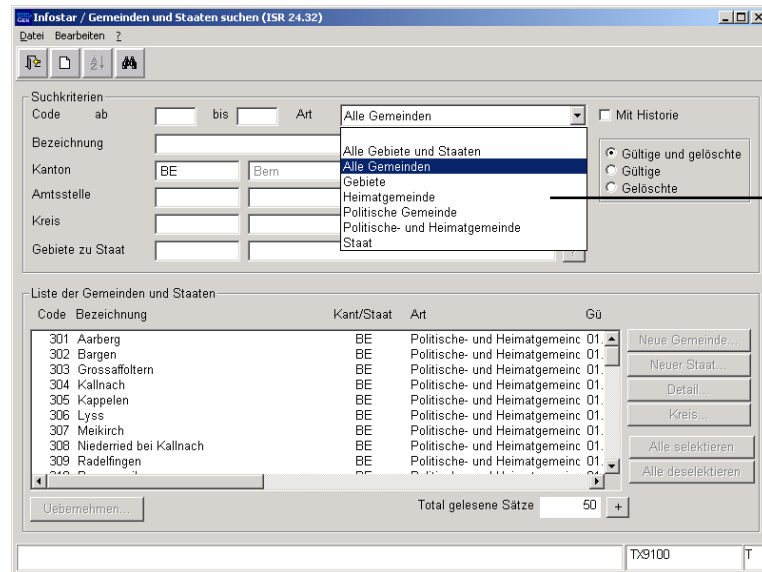 Infostar / Gemeinden und Staaten suchen (ISR 24.32)
Datei Bearbeiten ?
Suchkriterien
Code ab bis Art Alle Gemeinden Mit Historie
Bezeichnung
Alle Gebiete und Staaten
Alle Gemeinden
Gebiete
Heimatgemeinde
Politische Gemeinde
Politische- und Heimatgemeinde
Staat
Gültige und gelöschte
Gültige
Gelöschte
Kanton BE Bern
Amtsstelle
Kreis
Gebiete zu Staat ?
Liste der Gemeinden und Staaten
Code Bezeichnung Kant/Staat Art Gü
301 Aarberg BE Politische- und Heimatgemeinc 01.
302 Bargen BE Politische- und Heimatgemeinc 01.
303 Grossaffoltern BE Politische- und Heimatgemeinc 01.
304 Kallnach BE Politische- und Heimatgemeinc 01.
305 Kappelen BE Politische- und Heimatgemeinc 01.
306 Lyss BE Politische- und Heimatgemeinc 01.
307 Meikirch BE Politische- und Heimatgemeinc 01.
308 Niederried bei Kallnach BE Politische- und Heimatgemeinc 01.
309 Radelfingen BE Politische- und Heimatgemeinc 01.
Neue Gemeinde...
Neuer Staat...
Detail...
Kreis...
Alle selektieren
Alle deselektieren
Uebernehmen... Total gelesene Sätze 50 +
TX9100 T